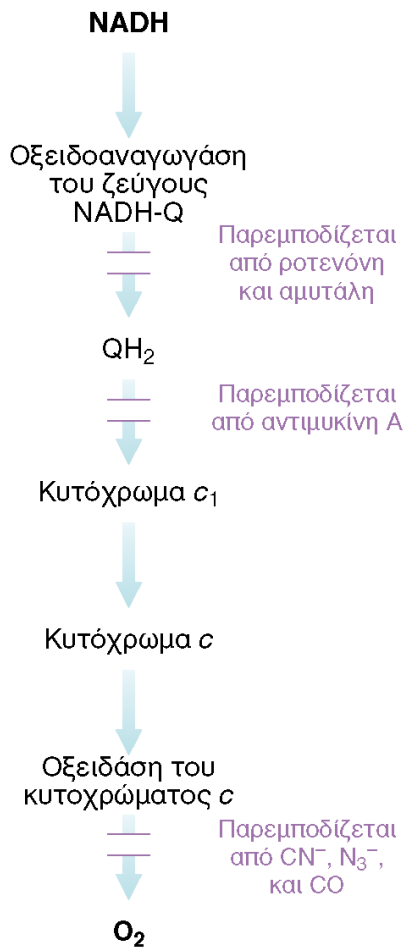 NADH
Οξειδοαναγωγάση
του ζεύγους
NADH-Q
Παρεμποδίζεται
από ροτενόνη
και αμυτάλη
QH₂
Παρεμποδίζεται
από αντιμυκίνη Α
Κυτόχρωμα c₁
Κυτόχρωμα c
Οξειδάση του
κυτοχρώματος c
Παρεμποδίζεται
από CN⁻, N₃⁻,
και CO
O₂